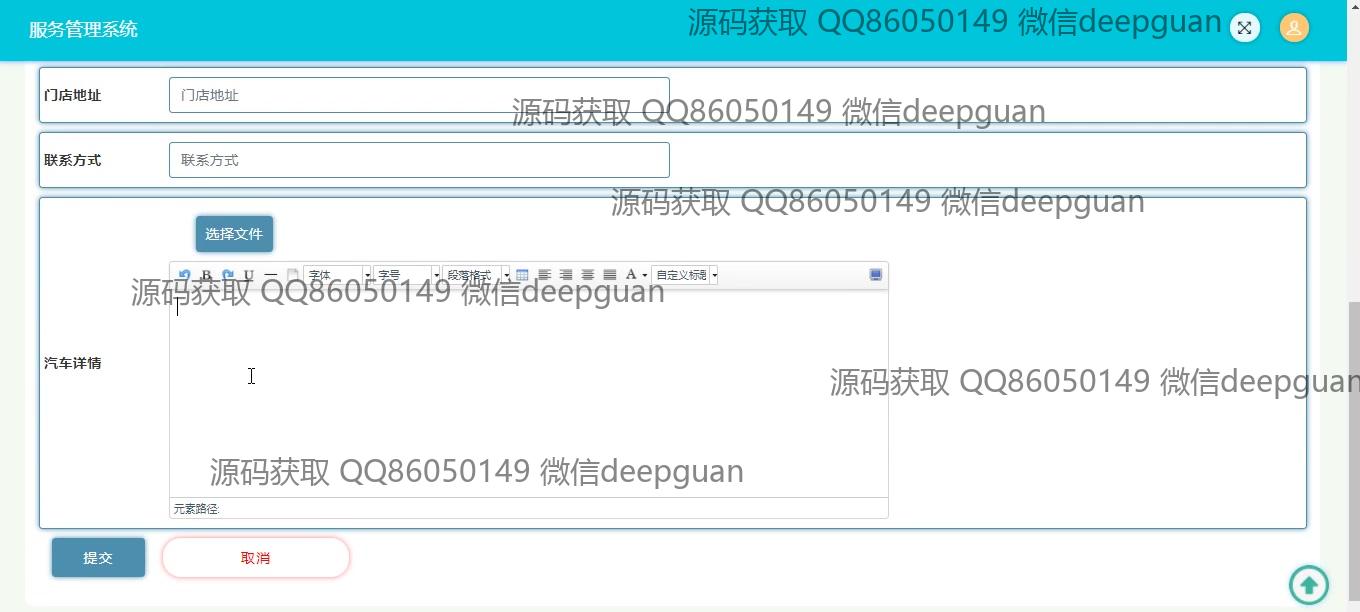 服务管理系统
源码获取 QQ86050149 微信deepguan
门店地址
门店地址
源码获取 QQ86050149 微信deepguan
联系方式
联系方式
源码获取 QQ86050149 微信deepguan
选择文件
B U 字体 字号 段落格式 A 自定义标题
源码获取 QQ86050149 微信deepguan
汽车详情
源码获取 QQ86050149 微信deepguan
源码获取 QQ86050149 微信deepguan
元素路径:
提交
取消